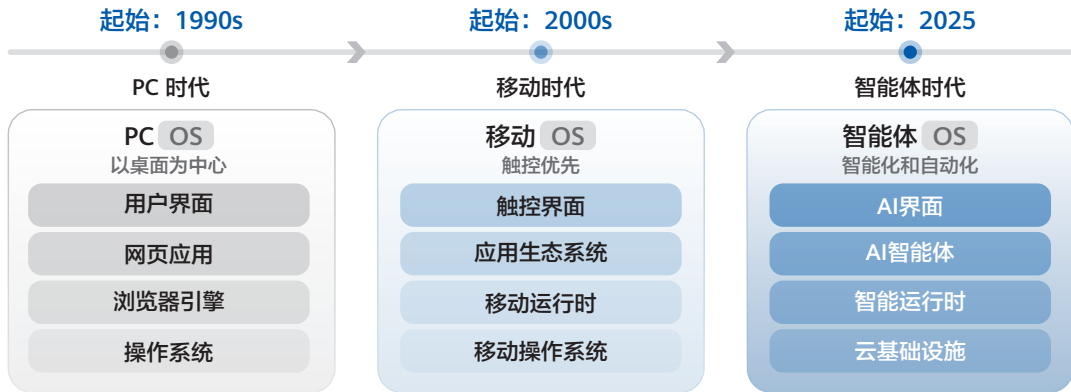 起始：1990s
起始：2000s
起始：2025
PC 时代
移动时代
智能体时代
PC OS
以桌面为中心
用户界面
网页应用
浏览器引擎
操作系统
移动 OS
触控优先
触控界面
应用生态系统
移动运行时
移动操作系统
智能体 OS
智能化和自动化
AI界面
AI智能体
智能运行时
云基础设施